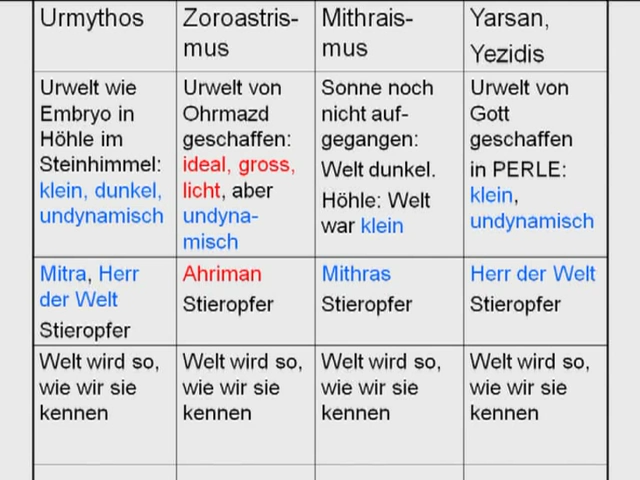 Urmythos
Zoroastris-
mus
Mithrais-
mus
Yarsan,
Yezidis
Urwelt wie
Embryo in
Höhle im
Steinhimmel:
klein, dunkel,
undynamisch
Urwelt von
Ohrmazd
geschaffen:
ideal, gross,
licht, aber
undyna-
misch
Sonne noch
nicht auf-
gegangen:
Welt dunkel.
Höhle: Welt
war klein
Urwelt von
Gott
geschaffen
in PERLE:
klein,
undynamisch
Mitra, Herr
der Welt
Stieropfer
Ahriman
Stieropfer
Mithras
Stieropfer
Herr der Welt
Stieropfer
Welt wird so,
wie wir sie
kennen
Welt wird so,
wie wir sie
kennen
Welt wird so,
wie wir sie
kennen
Welt wird so,
wie wir sie
kennen